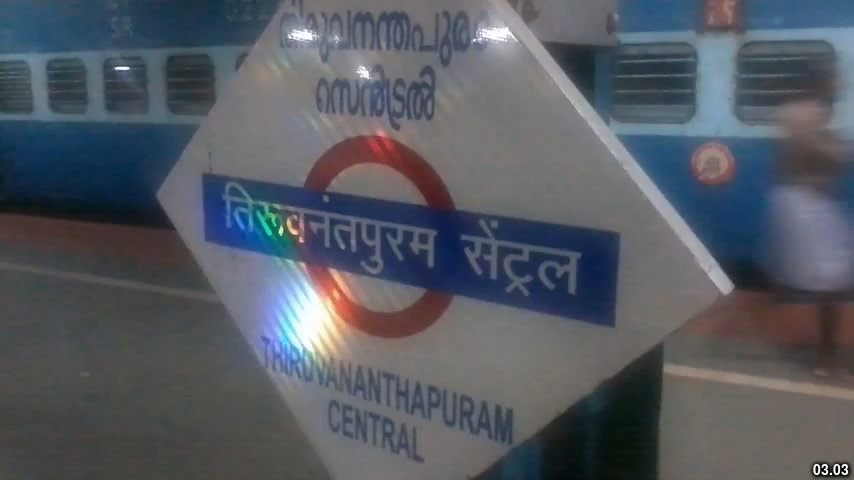 തിരുവനന്തപുരം
സെൻട്രൽ
तिरुवनंतपुरम सेंट्रल
THIRUVANANTHAPURAM
CENTRAL
03.03